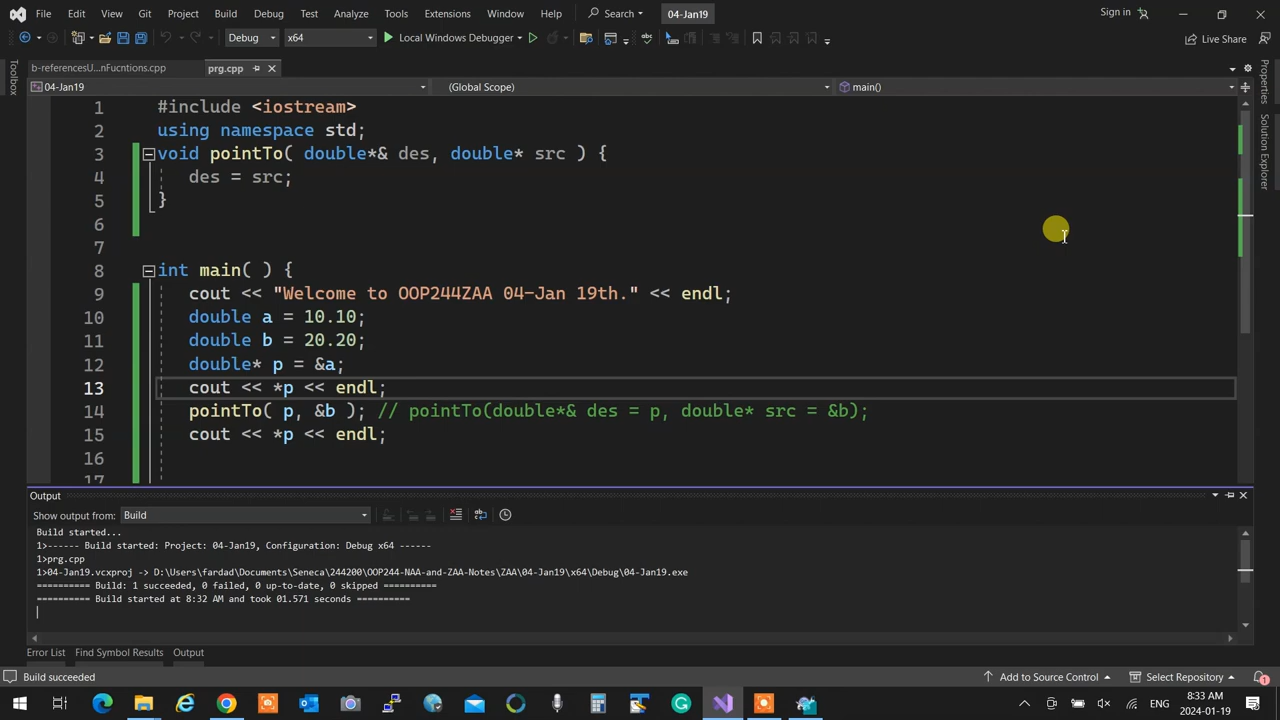 File Edit View Git Project Build Debug Test Analyze Tools Extensions Window Help Search 04-Jan19 Sign in
Debug x64 Local Windows Debugger Live Share
b-referencesU...nFucntions.cpp prg.cpp
04-Jan19 (Global Scope) main()
Toolbox
Properties
Solution Explorer
1 #include <iostream>
2 using namespace std;
3 void pointTo( double*& des, double* src ) {
4 des = src;
5 }
6
7
8 int main( ) {
9 cout << "Welcome to OOP244ZAA 04-Jan 19th." << endl;
10 double a = 10.10;
11 double b = 20.20;
12 double* p = &a;
13 cout << *p << endl;
14 pointTo( p, &b ); // pointTo(double*& des = p, double* src = &b);
15 cout << *p << endl;
16
17
Output
Show output from: Build
Build started...
1>------ Build started: Project: 04-Jan19, Configuration: Debug x64 ------
1>prg.cpp
1>04-Jan19.vcxproj -> D:\Users\fardad\Documents\Seneca\244200\OOP244-NAA-and-ZAA-Notes\ZAA\04-Jan19\x64\Debug\04-Jan19.exe
========== Build: 1 succeeded, 0 failed, 0 up-to-date, 0 skipped ==========
========== Build started at 8:32 AM and took 01.571 seconds ==========
Error List Find Symbol Results Output
Build succeeded Add to Source Control Select Repository 1
ENG 8:33 AM
2024-01-19